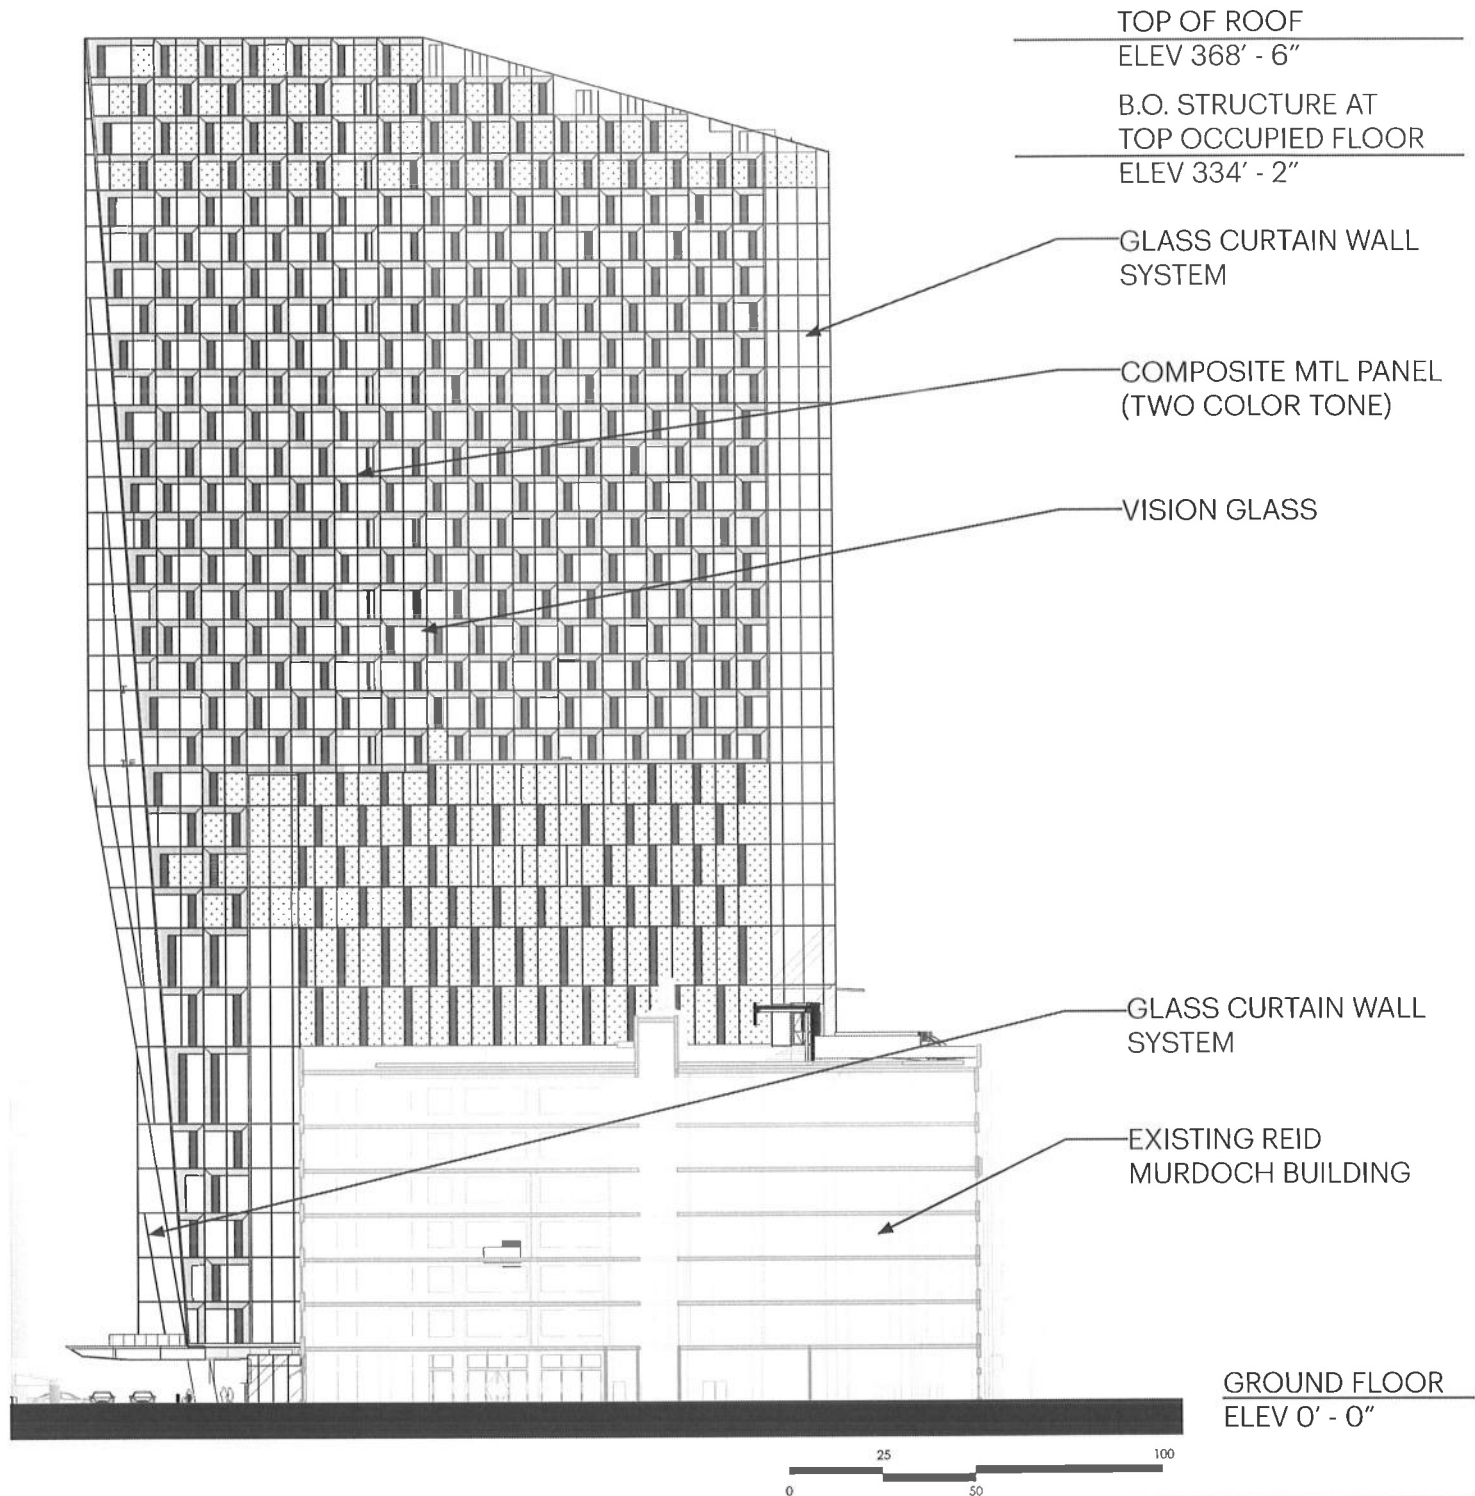 TOP OF ROOF
ELEV 368' - 6"
B.O. STRUCTURE AT
TOP OCCUPIED FLOOR
ELEV 334' - 2"
GLASS CURTAIN WALL
SYSTEM
COMPOSITE MTL PANEL
(TWO COLOR TONE)
VISION GLASS
GLASS CURTAIN WALL
SYSTEM
EXISTING REID
MURDOCH BUILDING
GROUND FLOOR
ELEV 0' - 0"
25 100
0 50